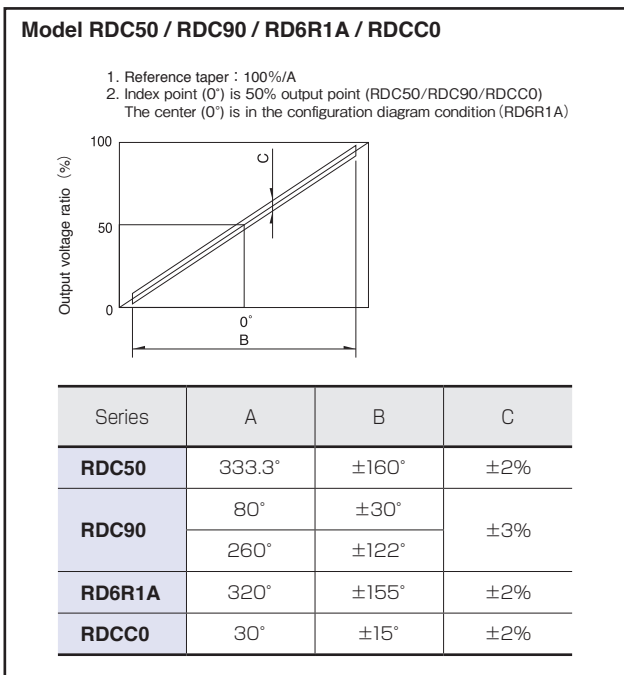 Model RDC50 / RDC90 / RD6R1A / RDCC0
1. Reference taper : 100%/A
2. Index point (0°) is 50% output point (RDC50/RDC90/RDCC0)
The center (0°) is in the configuration diagram condition (RD6R1A)
Output voltage ratio (%)
100
50
0
C
0°
B
Series A B C
RDC50 333.3° ±160° ±2%
RDC90 80° ±30° ±3%
260° ±122°
RD6R1A 320° ±155° ±2%
RDCC0 30° ±15° ±2%